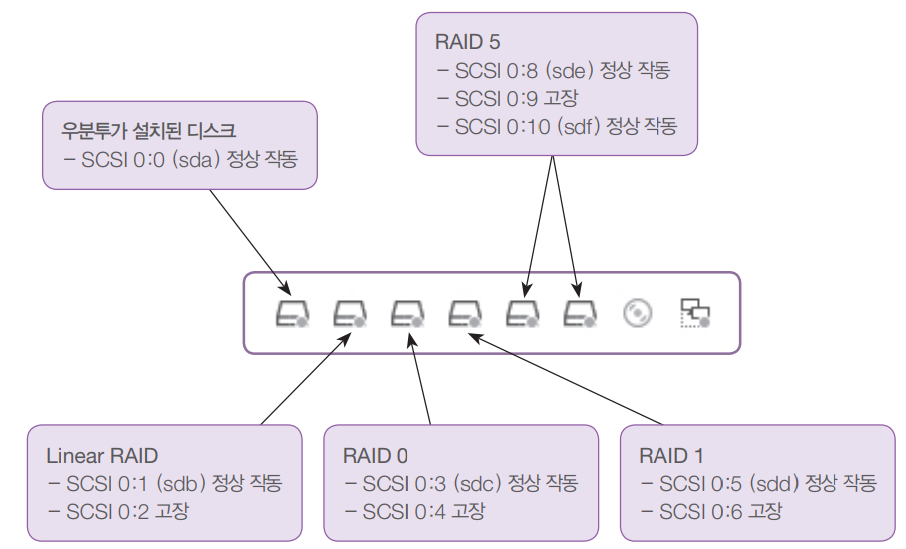 RAID 5
– SCSI 0:8 (sde) 정상 작동
– SCSI 0:9 고장
– SCSI 0:10 (sdf) 정상 작동
우분투가 설치된 디스크
– SCSI 0:0 (sda) 정상 작동
Linear RAID
– SCSI 0:1 (sdb) 정상 작동
– SCSI 0:2 고장
RAID 0
– SCSI 0:3 (sdc) 정상 작동
– SCSI 0:4 고장
RAID 1
– SCSI 0:5 (sdd) 정상 작동
– SCSI 0:6 고장